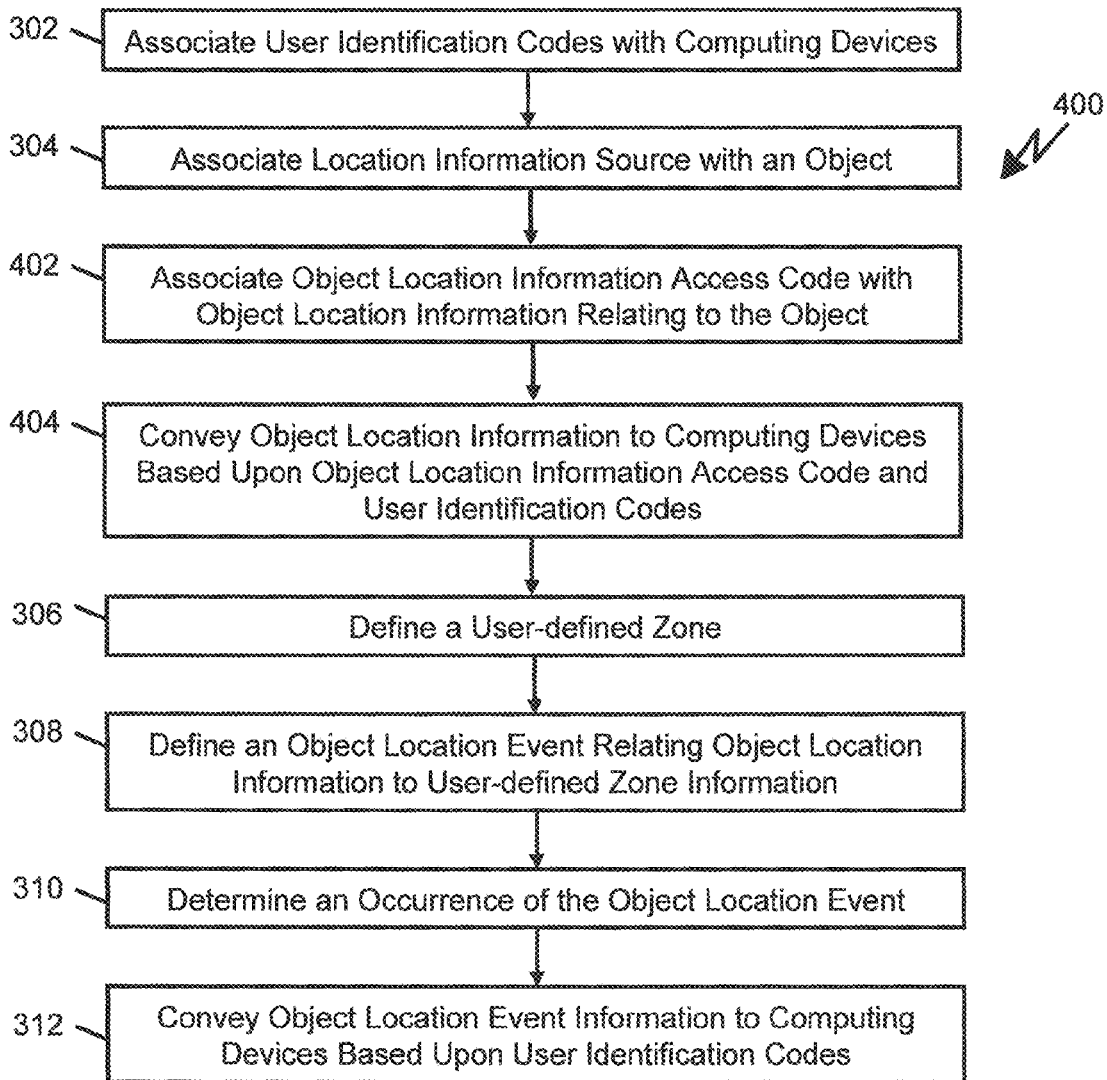 302
Associate User Identification Codes with Computing Devices
400
304
Associate Location Information Source with an Object
402
Associate Object Location Information Access Code with
Object Location Information Relating to the Object
404
Convey Object Location Information to Computing Devices
Based Upon Object Location Information Access Code and
User Identification Codes
306
Define a User-defined Zone
308
Define an Object Location Event Relating Object Location
Information to User-defined Zone Information
310
Determine an Occurrence of the Object Location Event
312
Convey Object Location Event Information to Computing
Devices Based Upon User Identification Codes